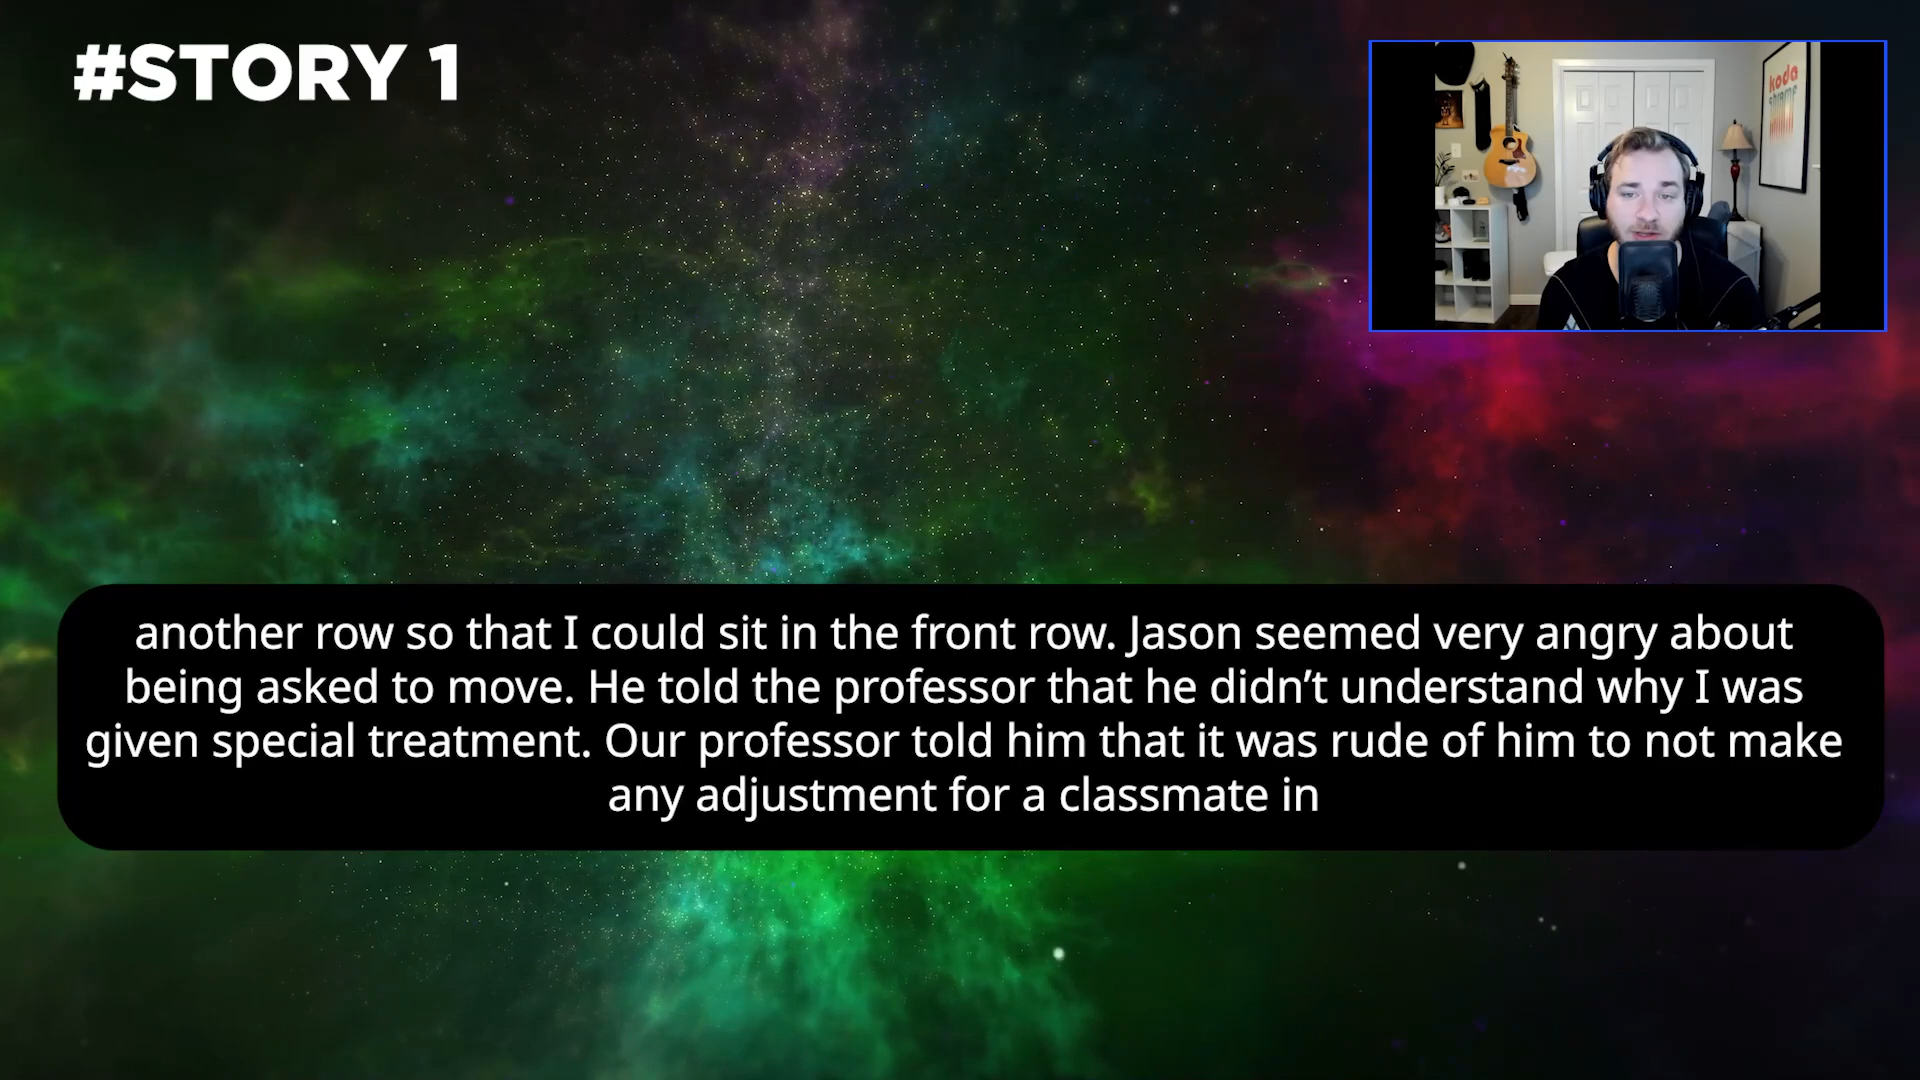 #STORY 1
koda
another row so that I could sit in the front row. Jason seemed very angry about
being asked to move. He told the professor that he didn’t understand why I was
given special treatment. Our professor told him that it was rude of him to not make
any adjustment for a classmate in